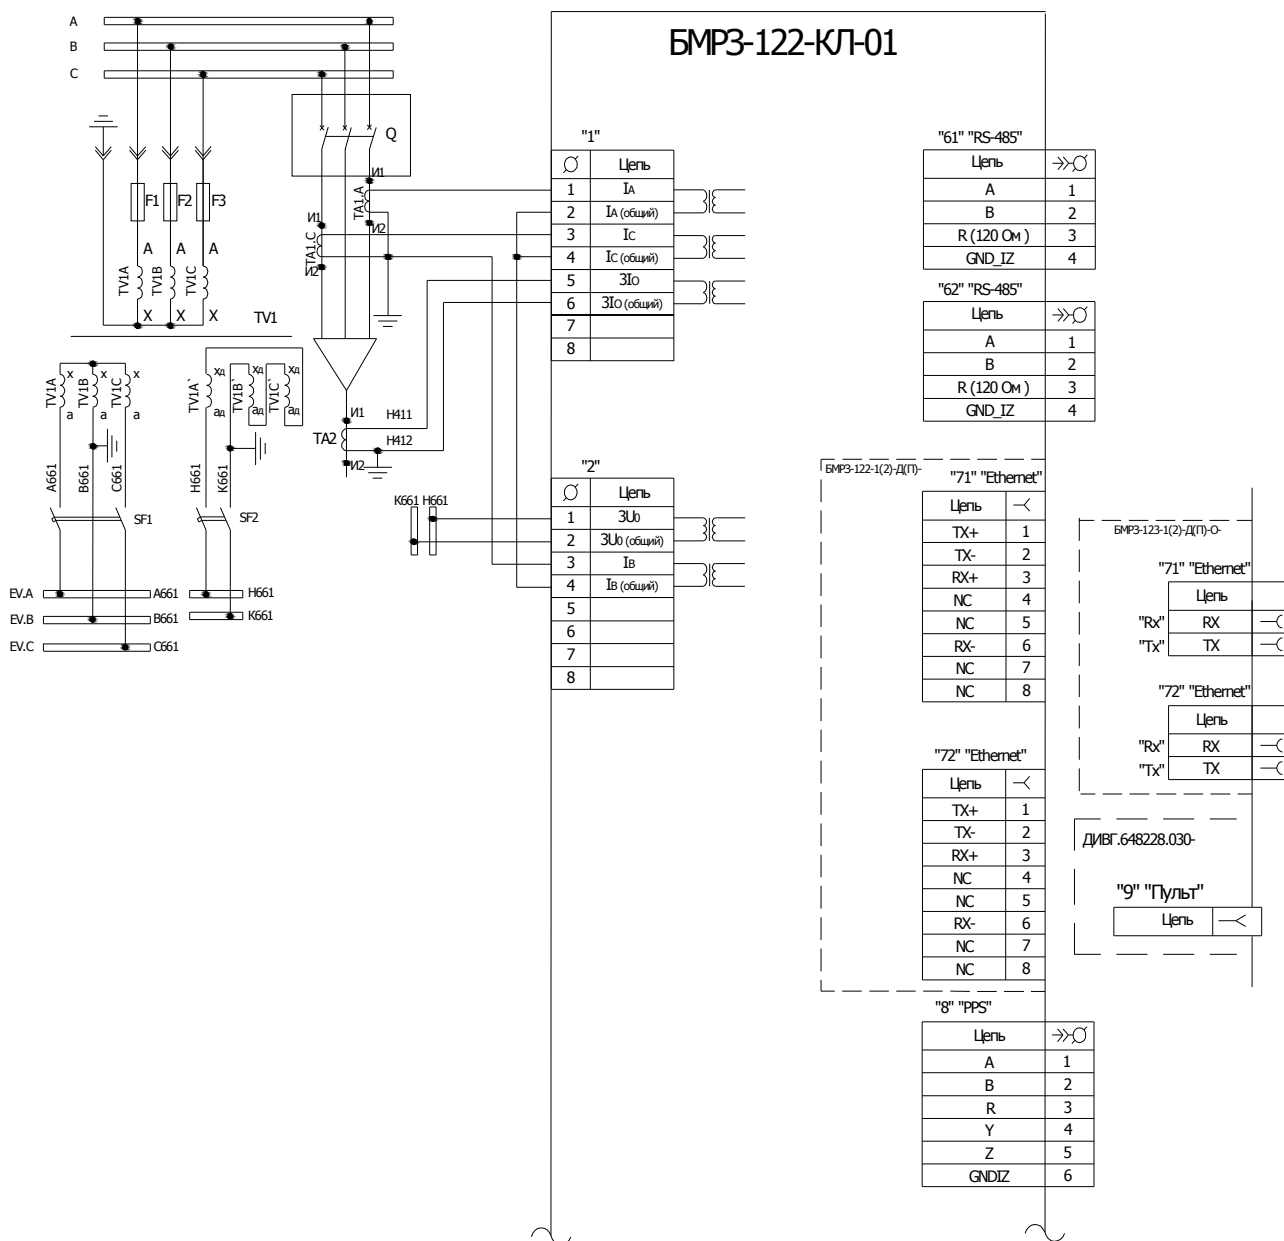 БМРЗ-122-КЛ-01
A
B
C
Q
F1
F2
F3
A
A
A
TV1A
TV1B
TV1C
X
X
X
TV1
И1
TA1.A
И2
И1
TA1.C
И2
"1"
Цепь
1 IA
2 IA (общий)
3 IC
4 IC (общий)
5 3IO
6 3IO (общий)
7
8
TV1A
x
a
TV1B
x
a
TV1C
x
a
TV1A`
xд
aд
TV1B`
xд
aд
TV1C`
xд
aд
A661
B661
C661
SF1
H661
K661
SF2
EV.A A661
EV.B B661
EV.C C661
H661
K661
И1
TA2
И2
H411
H412
K661 H661
"2"
Цепь
1 3U0
2 3U0 (общий)
3 IB
4 IB (общий)
5
6
7
8
"61" "RS-485"
Цепь
A 1
B 2
R (120 Ом ) 3
GND_IZ 4
"62" "RS-485"
Цепь
A 1
B 2
R (120 Ом ) 3
GND_IZ 4
БМРЗ-122-1(2)-Д(П)-
"71" "Ethernet"
Цепь
TX+ 1
TX- 2
RX+ 3
NC 4
NC 5
RX- 6
NC 7
NC 8
"72" "Ethernet"
Цепь
TX+ 1
TX- 2
RX+ 3
NC 4
NC 5
RX- 6
NC 7
NC 8
"8" "PPS"
Цепь
A 1
B 2
R 3
Y 4
Z 5
GNDIZ 6
БМРЗ-123-1(2)-Д(П)-О-
"71" "Ethernet"
Цепь
"Rx" RX
"Tx" TX
"72" "Ethernet"
Цепь
"Rx" RX
"Tx" TX
ДИВГ.648228.030-
"9" "Пульт"
Цепь